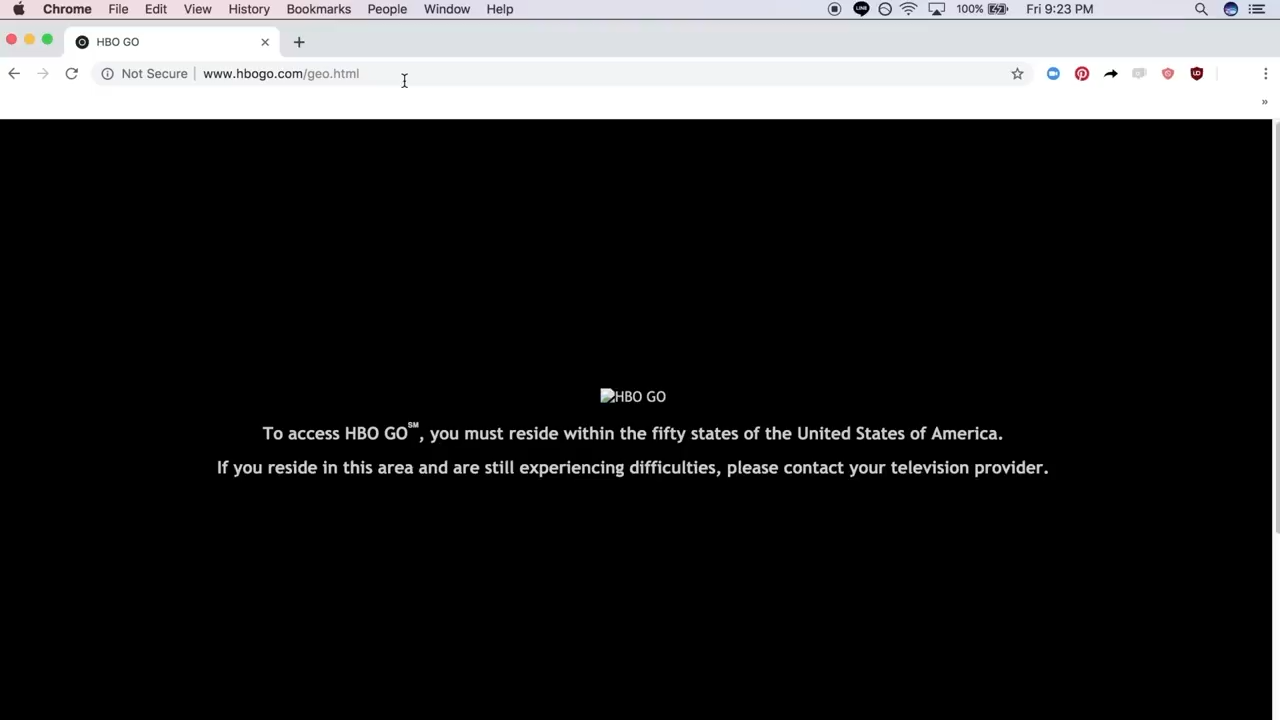 Chrome File Edit View History Bookmarks People Window Help LINE 100% Fri 9:23 PM
HBO GO
Not Secure www.hbogo.com/geo.html
»
HBO GO
To access HBO GO℠, you must reside within the fifty states of the United States of America.
If you reside in this area and are still experiencing difficulties, please contact your television provider.